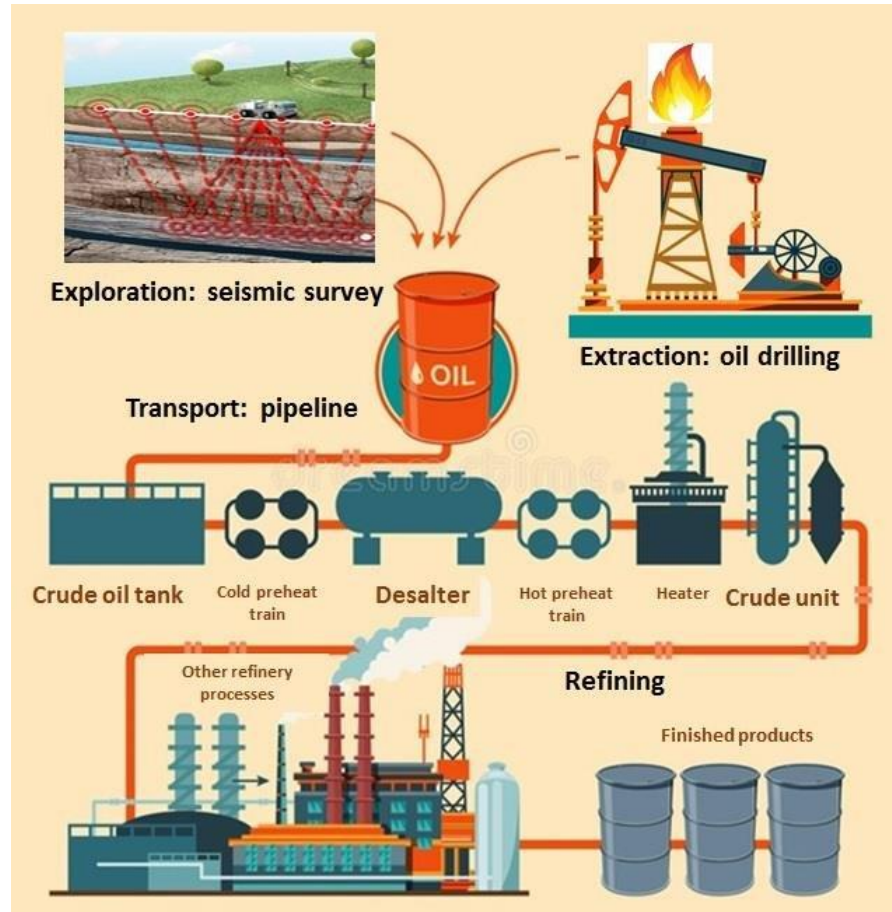 Exploration: seismic survey
Extraction: oil drilling
OIL
Transport: pipeline
dreamstime.
Crude oil tank
Cold preheat
train
Desalter
Hot preheat
train
Heater
Crude unit
Other refinery
processes
Refining
Finished products